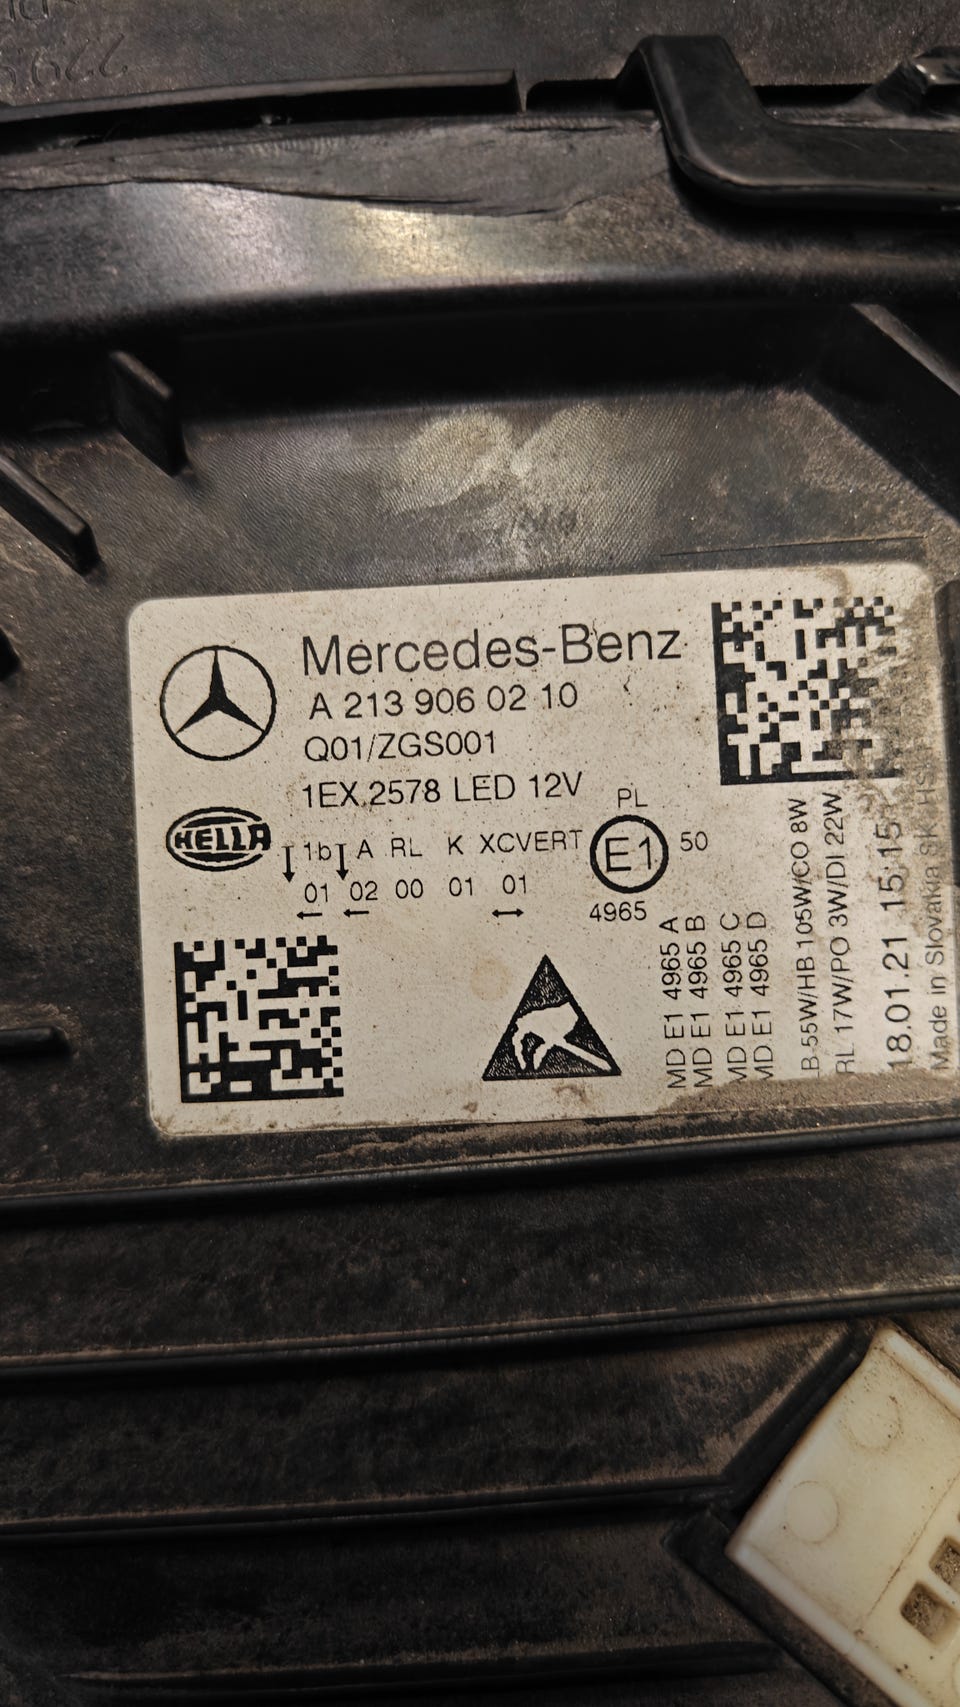 Mercedes-Benz
A 213 906 02 10
Q01/ZGS001
1EX.2578 LED 12V
HELLA
1b A RL K XCVERT
01 02 00 01 01
PL
E1 50
4965
MD E1 4965 A
MD E1 4965 B
MD E1 4965 C
MD E1 4965 D
LB 55W/HB 105W/CO 8W
RL 17W/PO 3W/DI 22W
18.01.21 15:15
Made in Slovakia SK HSH